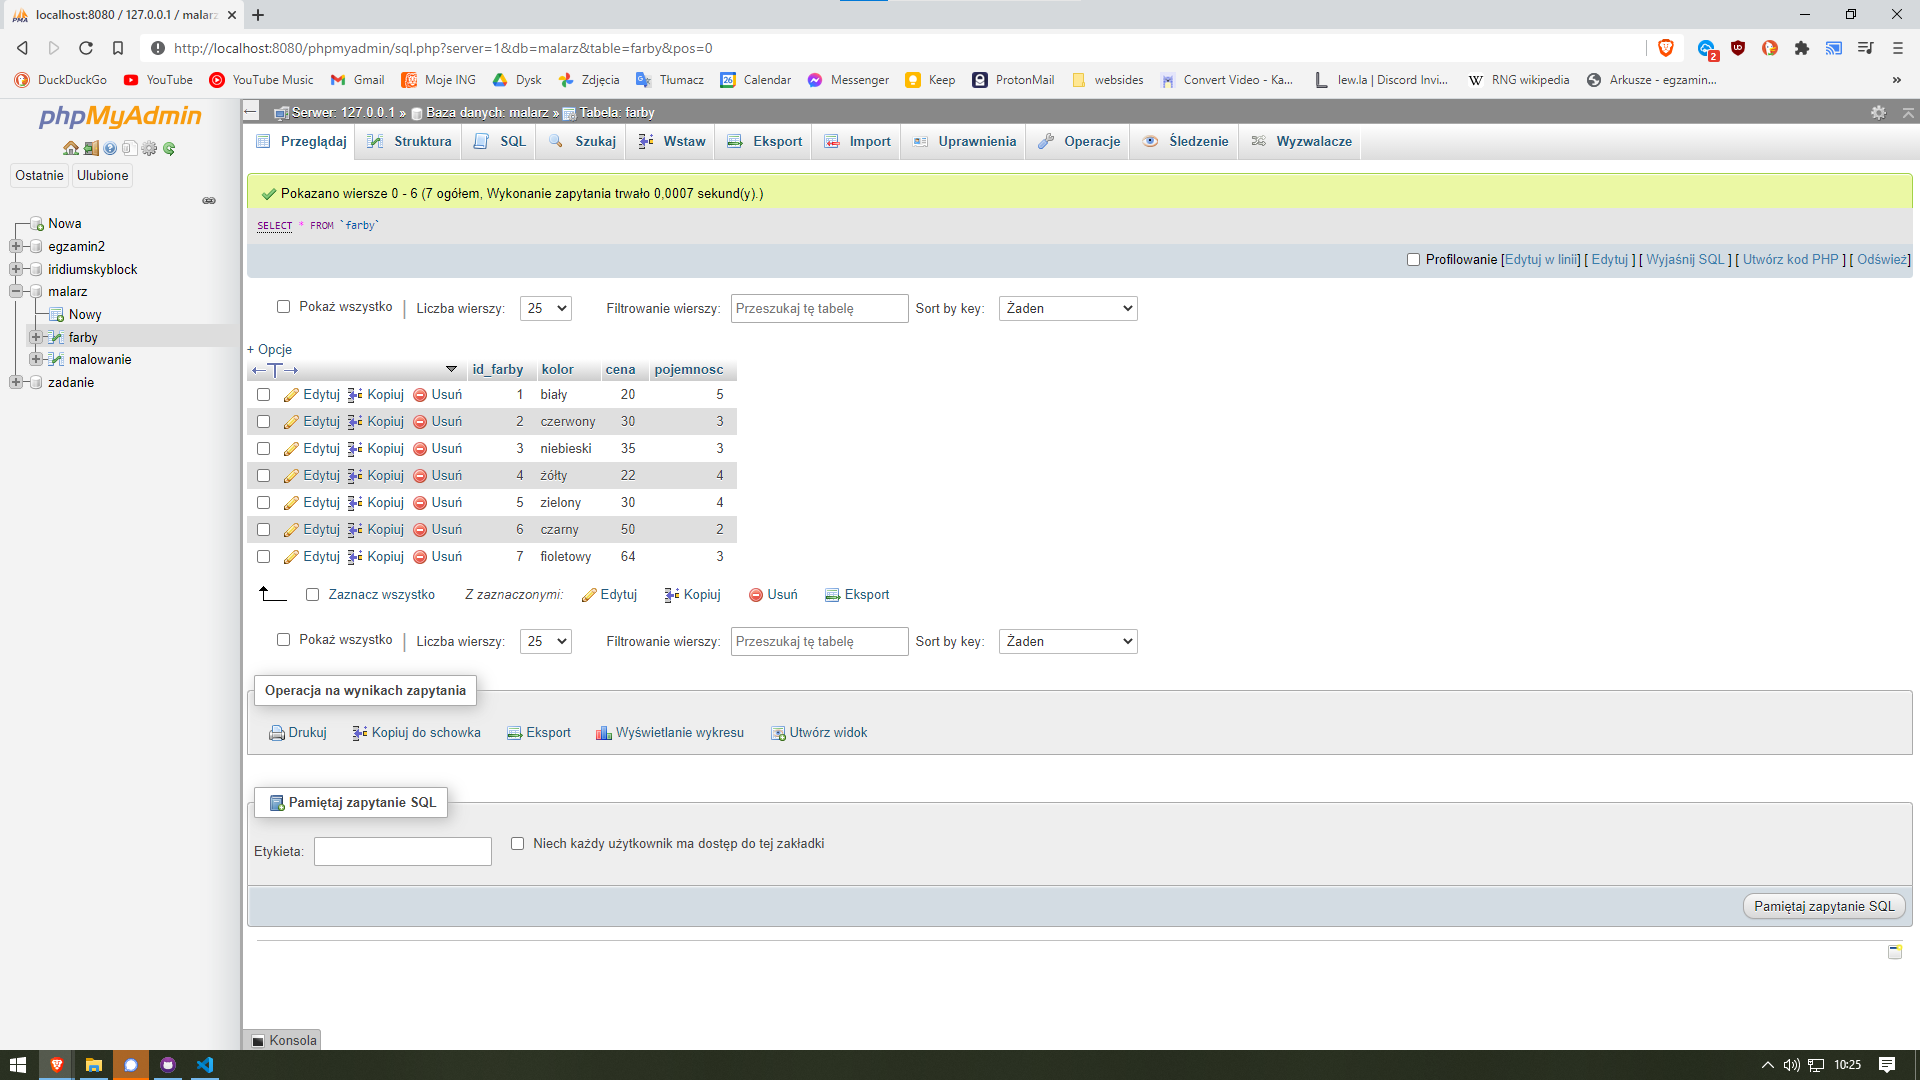 localhost:8080 / 127.0.0.1 / malarz
http://localhost:8080/phpmyadmin/sql.php?server=1&db=malarz&table=farby&pos=0
2
DuckDuckGo YouTube YouTube Music Gmail Moje ING Dysk Zdjęcia Tłumacz Calendar Messenger Keep ProtonMail websides Convert Video - Ka... lew.la | Discord Invi... RNG wikipedia Arkusze - egzamin... »
phpMyAdmin
Ostatnie Ulubione
Nowa
egzamin2
iridiumskyblock
malarz
Nowy
farby
malowanie
zadanie
Serwer: 127.0.0.1 » Baza danych: malarz » Tabela: farby
Przeglądaj Struktura SQL Szukaj Wstaw Eksport Import Uprawnienia Operacje Śledzenie Wyzwalacze
Pokazano wiersze 0 - 6 (7 ogółem, Wykonanie zapytania trwało 0,0007 sekund(y).)
SELECT * FROM `farby`
Profilowanie [Edytuj w linii] [ Edytuj ] [ Wyjaśnij SQL ] [ Utwórz kod PHP ] [ Odśwież]
Pokaż wszystko | Liczba wierszy: 25 Filtrowanie wierszy: Przeszukaj tę tabelę Sort by key: Żaden
+ Opcje
←T→ id_farby kolor cena pojemnosc
Edytuj Kopiuj Usuń 1 biały 20 5
Edytuj Kopiuj Usuń 2 czerwony 30 3
Edytuj Kopiuj Usuń 3 niebieski 35 3
Edytuj Kopiuj Usuń 4 żółty 22 4
Edytuj Kopiuj Usuń 5 zielony 30 4
Edytuj Kopiuj Usuń 6 czarny 50 2
Edytuj Kopiuj Usuń 7 fioletowy 64 3
Zaznacz wszystko Z zaznaczonymi: Edytuj Kopiuj Usuń Eksport
Pokaż wszystko | Liczba wierszy: 25 Filtrowanie wierszy: Przeszukaj tę tabelę Sort by key: Żaden
Operacja na wynikach zapytania
Drukuj Kopiuj do schowka Eksport Wyświetlanie wykresu Utwórz widok
Pamiętaj zapytanie SQL
Etykieta: Niech każdy użytkownik ma dostęp do tej zakładki
Pamiętaj zapytanie SQL
Konsola
10:25